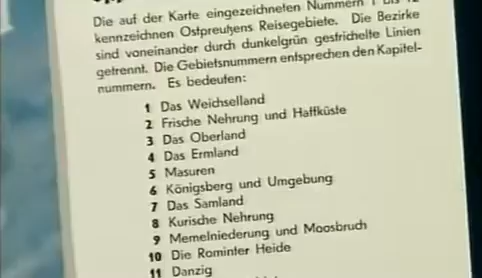 Die auf der Karte eingezeichneten Nummern 1 bis 12
kennzeichnen Ostpreußens Reisegebiete. Die Bezirke
sind voneinander durch dunkelgrün gestrichelte Linien
getrennt. Die Gebietsnummern entsprechen den Kapitel-
nummern. Es bedeuten:
1 Das Weichselland
2 Frische Nehrung und Haffküste
3 Das Oberland
4 Das Ermland
5 Masuren
6 Königsberg und Umgebung
7 Das Samland
8 Kurische Nehrung
9 Memelniederung und Moosbruch
10 Die Rominter Heide
11 Danzig